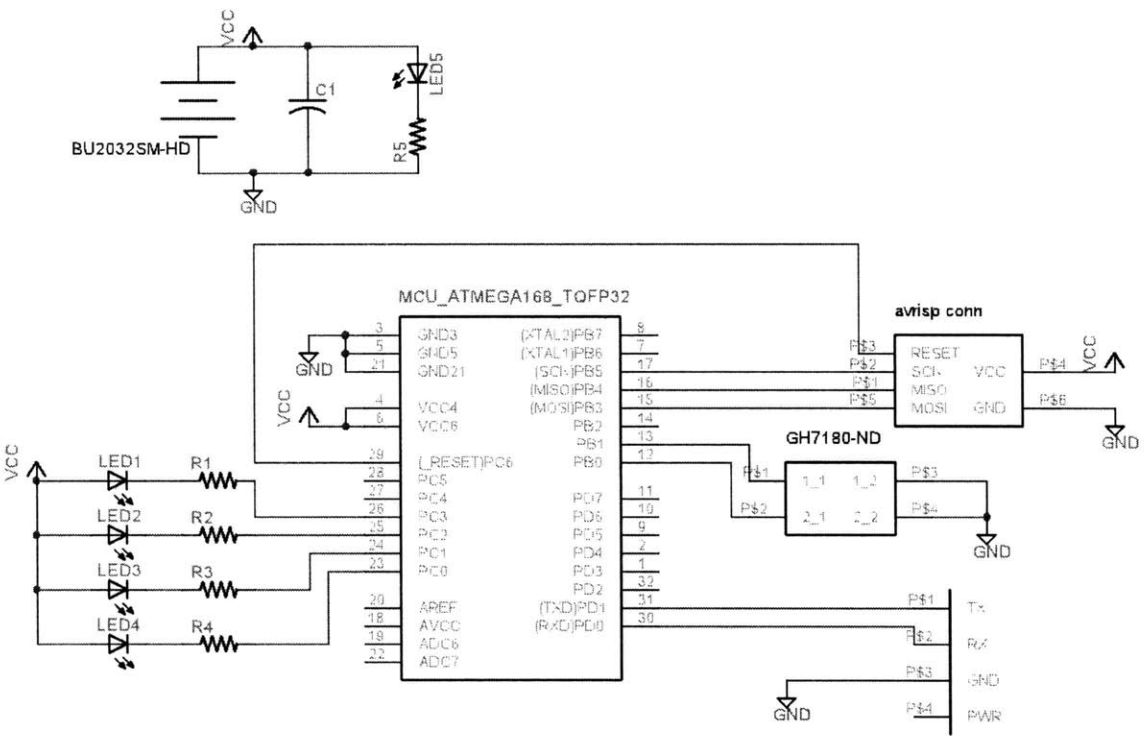 VCC
LED5
C1
R5
BU2032SM-HD
GND
MCU_ATMEGA168_TQFP32
3 GND3 (XTAL2)PB7 8
5 GND5 (XTAL1)PB6 7
GND 21 GND21 (SCK)PB5 17
(MISO)PB4 16
VCC 4 VCC4 (MOSI)PB3 15
6 VCC6 PB2 14
PB1 13
29 (_RESET)PC6 PB0 12
28 PC5
27 PC4 PD7 11
26 PC3 PD6 10
25 PC2 PD5 9
24 PC1 PD4 2
23 PC0 PD3 1
PD2 32
20 AREF (TXD)PD1 31
18 AVCC (RXD)PD0 30
19 ADC6
22 ADC7
VCC
LED1 R1
LED2 R2
LED3 R3
LED4 R4
avrisp conn
P$3 RESET
P$2 SCK VCC P$4 VCC
P$1 MISO
P$5 MOSI GND P$6
GND
GH7180-ND
P$1 1_1 1_2 P$3
P$2 2_1 2_2 P$4
GND
P$1 TX
P$2 RX
P$3 GND
GND
P$4 PWR